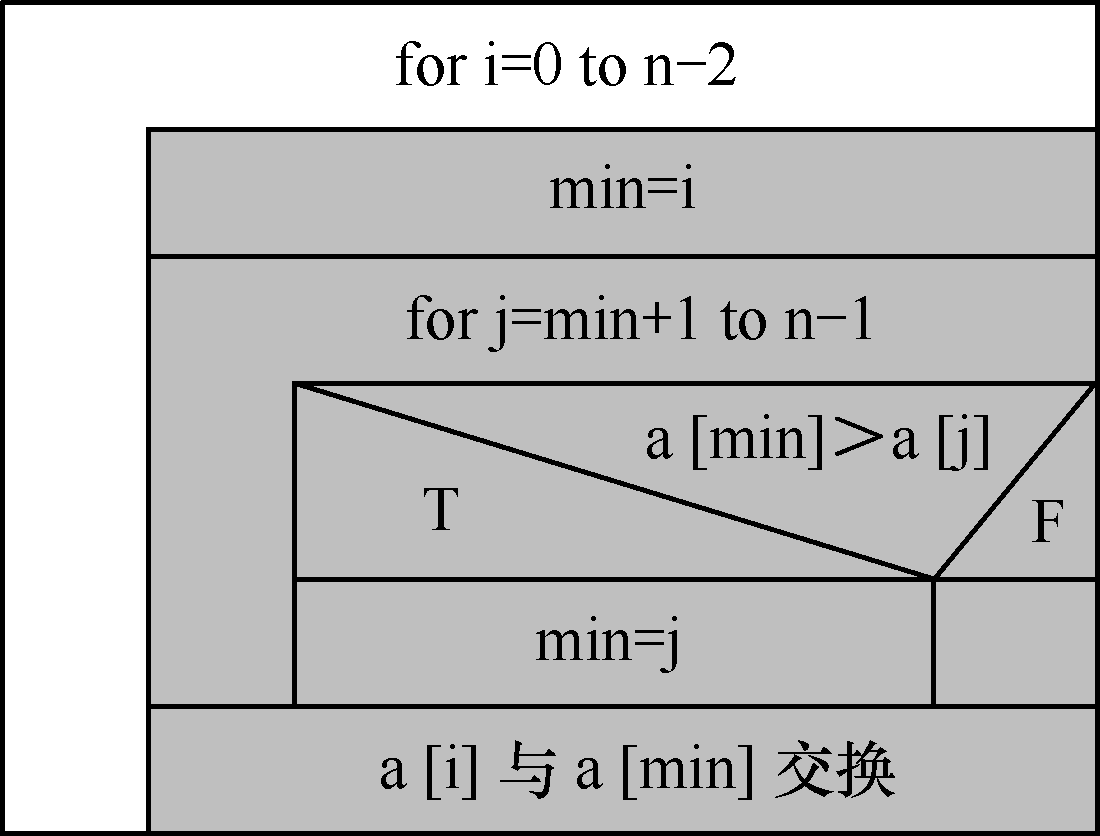 for i=0 to n−2
min=i
for j=min+1 to n−1
a [min]＞a [j]
T
F
min=j
a [i] 与 a [min] 交换